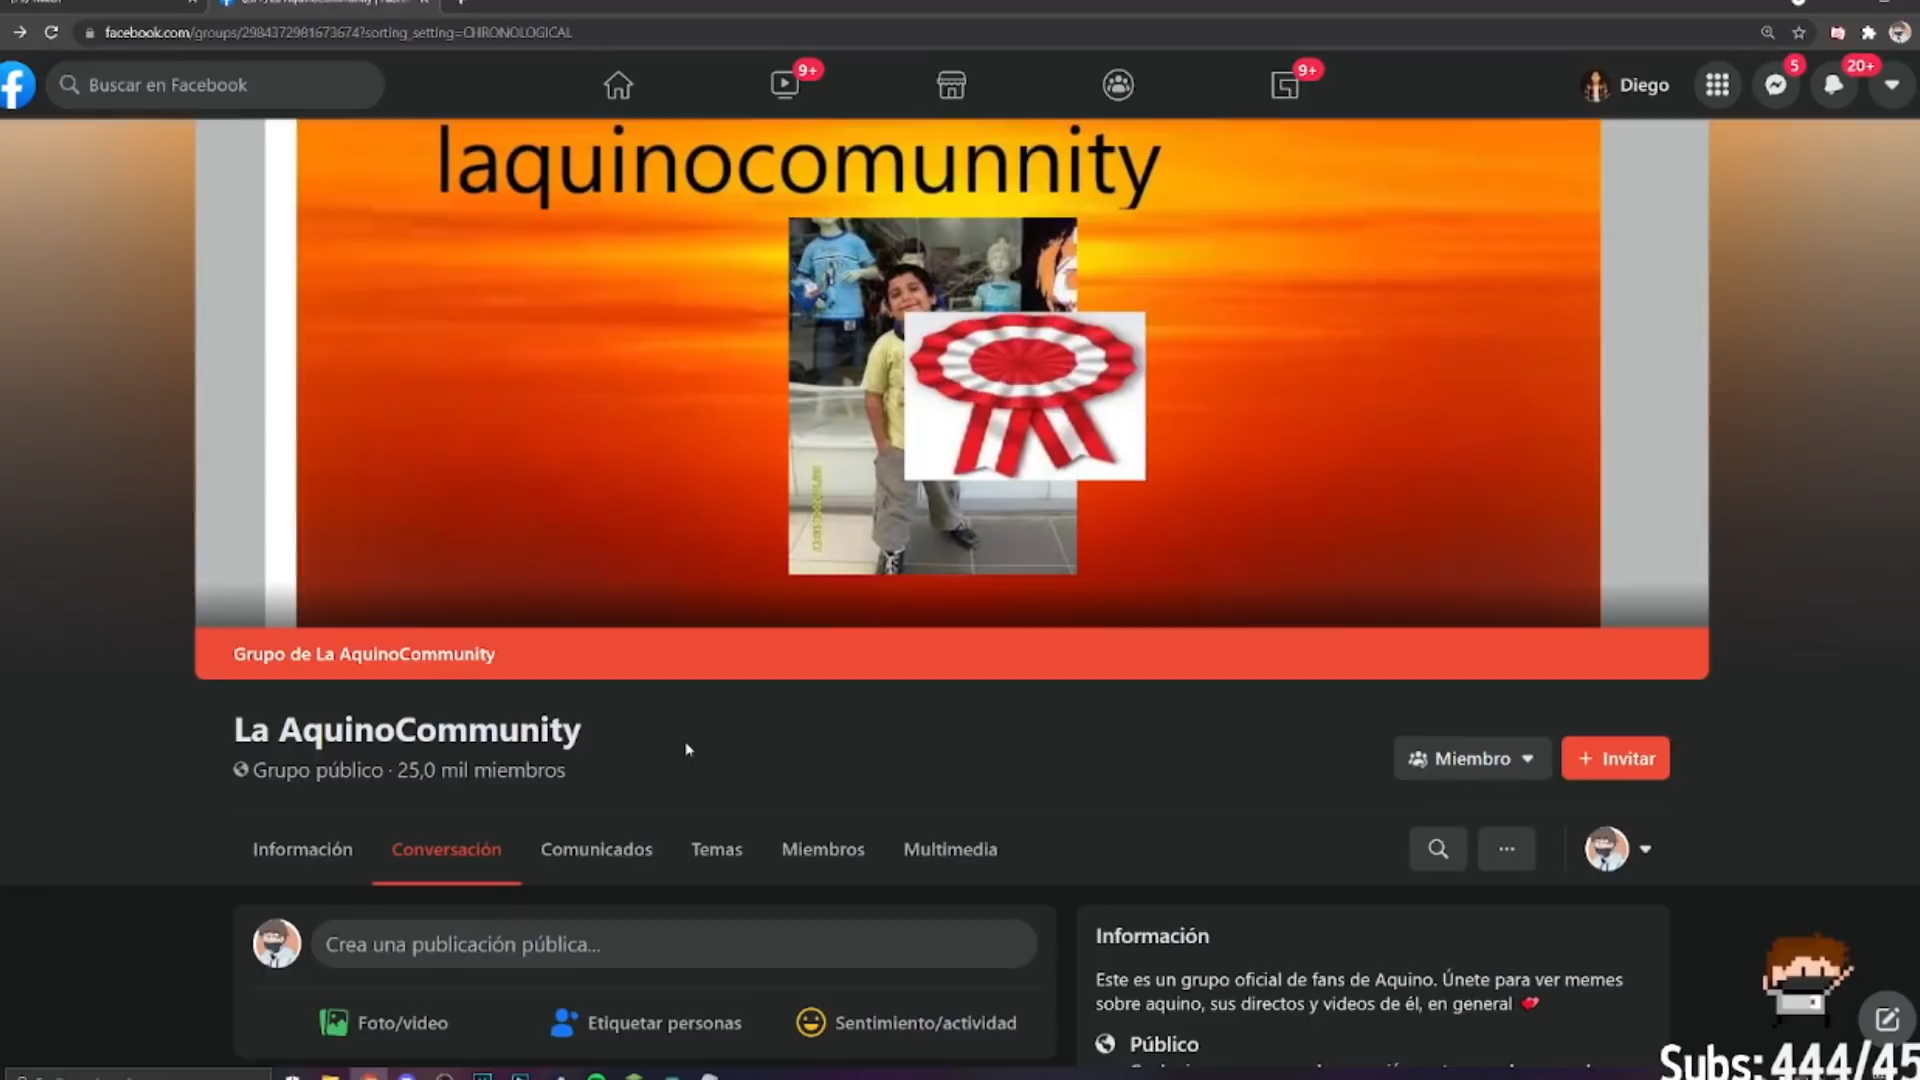 facebook.com/groups/2984372981673674?sorting_setting=CHRONOLOGICAL
Buscar en Facebook
9+
9+
Diego
5
20+
laquinocomunnity
Grupo de La AquinoCommunity
La AquinoCommunity
Grupo público · 25,0 mil miembros
Miembro
+ Invitar
Información
Conversación
Comunicados
Temas
Miembros
Multimedia
Crea una publicación pública...
Foto/video
Etiquetar personas
Sentimiento/actividad
Información
Este es un grupo oficial de fans de Aquino. Únete para ver memes
sobre aquino, sus directos y videos de él, en general
Público
Subs: 444/45